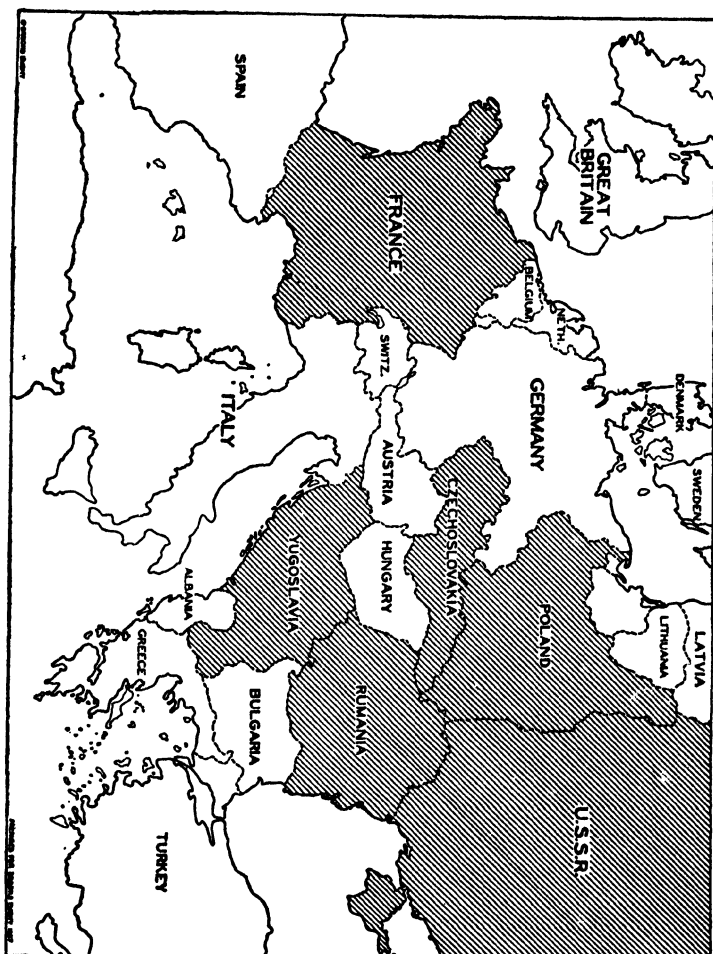 GREAT
BRITAIN
DENMARK
SWEDEN
LATVIA
LITHUANIA
NETH.
BELGIUM
GERMANY
POLAND
U.S.S.R.
FRANCE
SWITZ.
CZECHOSLOVAKIA
AUSTRIA
HUNGARY
RUMANIA
SPAIN
ITALY
YUGOSLAVIA
BULGARIA
ALBANIA
GREECE
TURKEY